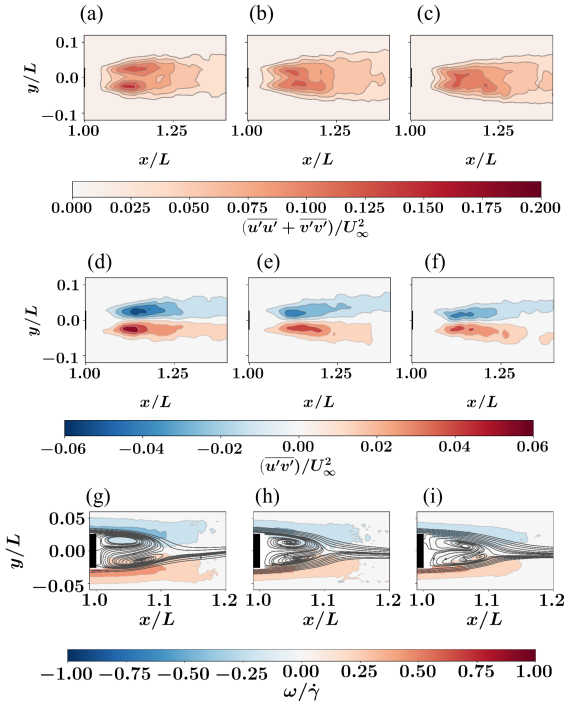 (a) (b) (c)
y/L
0.1
0.0
−0.1
1.00 1.25 1.00 1.25 1.00 1.25
x/L x/L x/L
0.000 0.025 0.050 0.075 0.100 0.125 0.150 0.175 0.200
(u′u′ + v′v′)/U∞²
(d) (e) (f)
y/L
0.1
0.0
−0.1
1.00 1.25 1.00 1.25 1.00 1.25
x/L x/L x/L
−0.06 −0.04 −0.02 0.00 0.02 0.04 0.06
(u′v′)/U∞²
(g) (h) (i)
y/L
0.05
0.00
−0.05
1.0 1.1 1.2 1.0 1.1 1.2 1.0 1.1 1.2
x/L x/L x/L
−1.00 −0.75 −0.50 −0.25 0.00 0.25 0.50 0.75 1.00
ω/γ̇